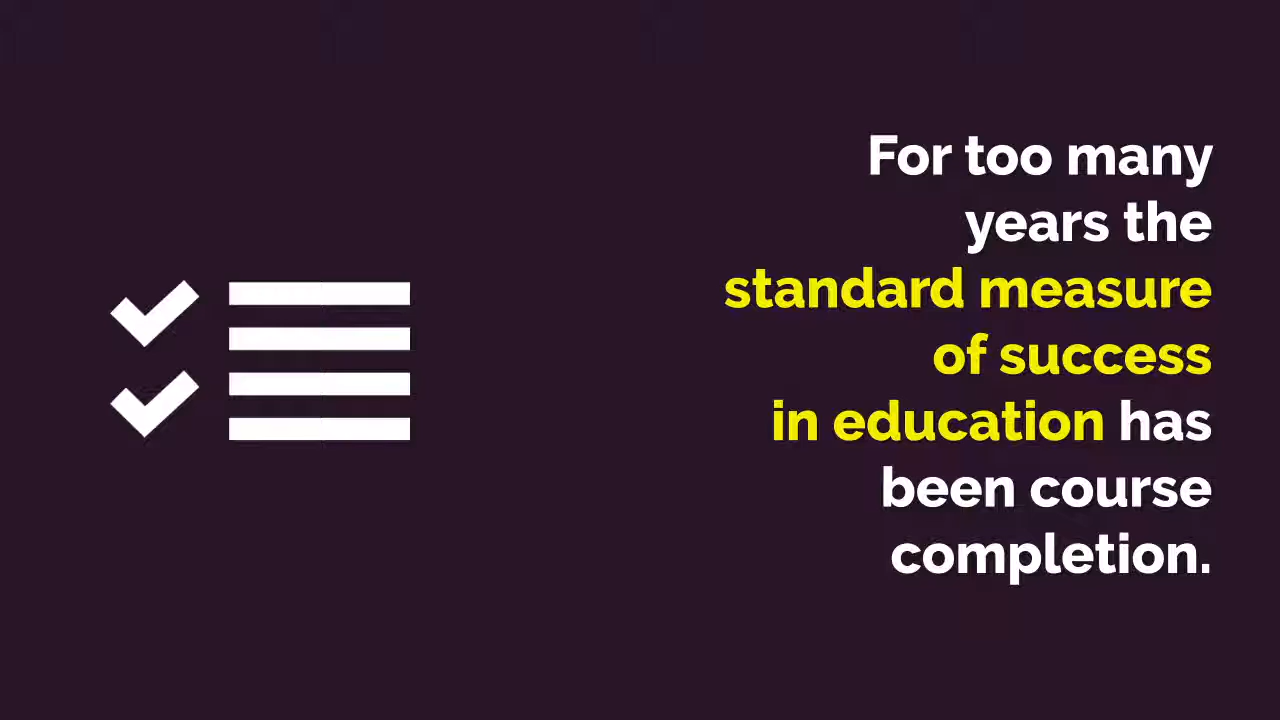 For too many
years the
standard measure
of success
in education has
been course
completion.